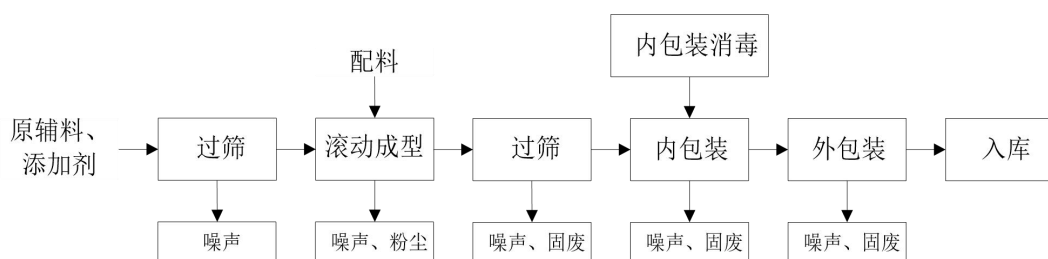 内包装消毒
配料
原辅料、
添加剂
过筛
滚动成型
过筛
内包装
外包装
入库
噪声
噪声、粉尘
噪声、固废
噪声、固废
噪声、固废